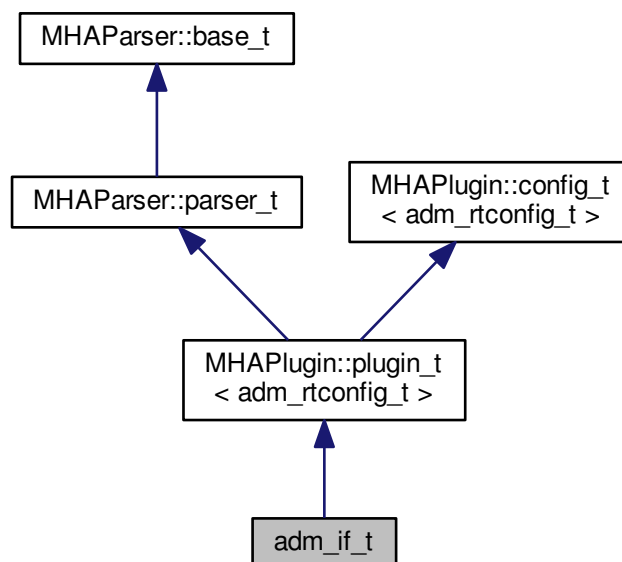 MHAParser::base_t
MHAParser::parser_t
MHAPlugin::config_t
< adm_rtconfig_t >
MHAPlugin::plugin_t
< adm_rtconfig_t >
adm_if_t